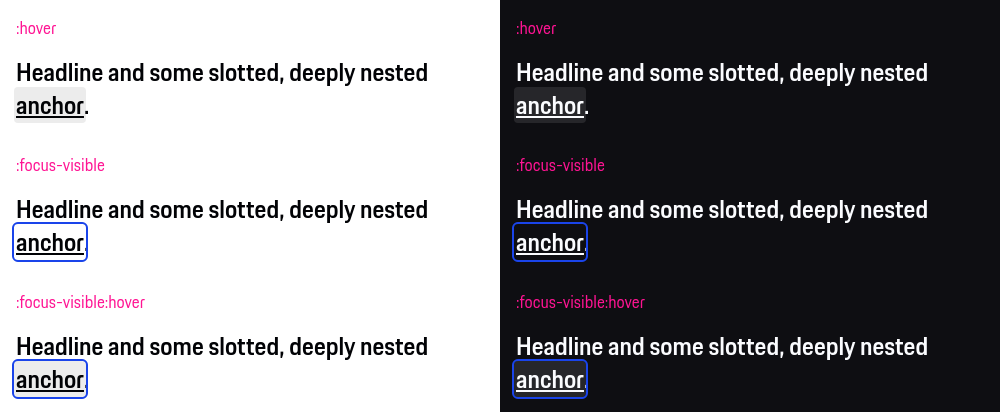 :hover
Headline and some slotted, deeply nested
anchor.
:focus-visible
Headline and some slotted, deeply nested
anchor.
:focus-visible:hover
Headline and some slotted, deeply nested
anchor.
:hover
Headline and some slotted, deeply nested
anchor.
:focus-visible
Headline and some slotted, deeply nested
anchor.
:focus-visible:hover
Headline and some slotted, deeply nested
anchor.